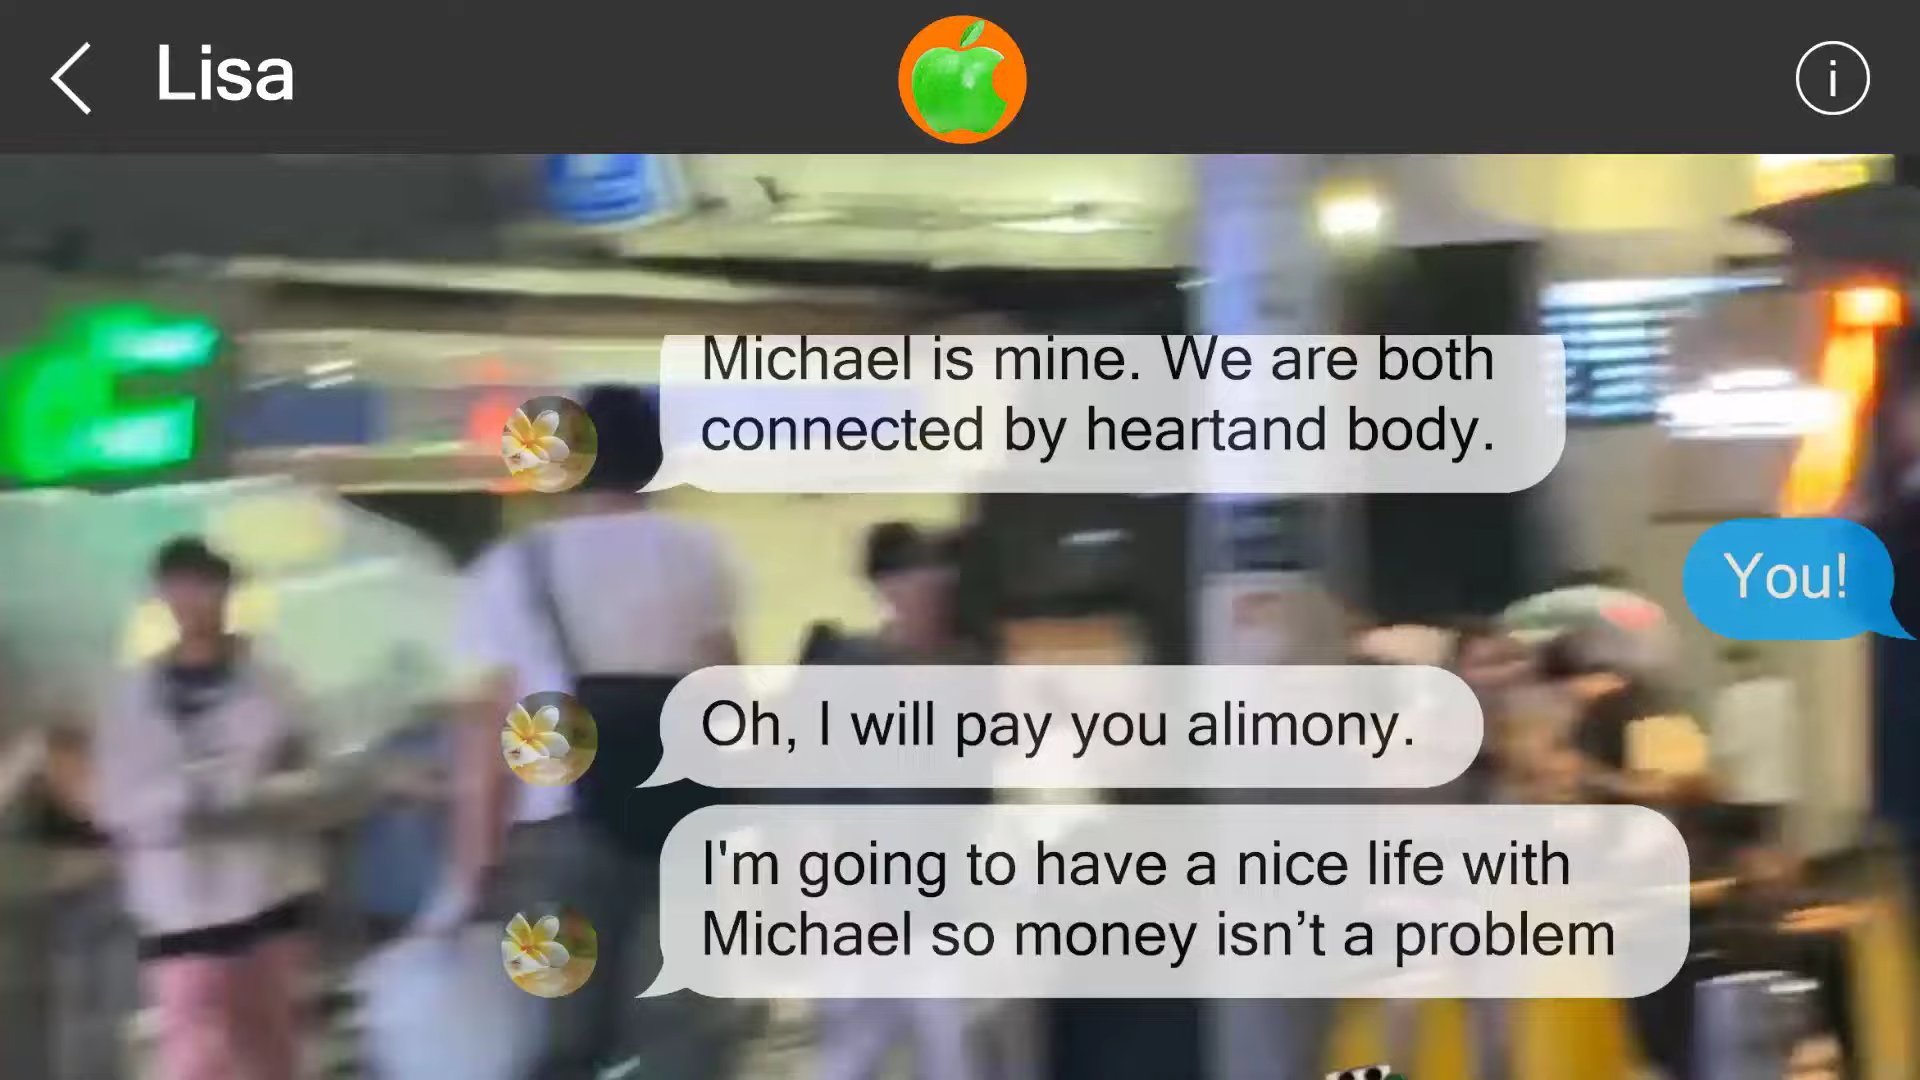 Lisa
Michael is mine. We are both
connected by heartand body.
You!
Oh, I will pay you alimony.
I'm going to have a nice life with
Michael so money isn’t a problem